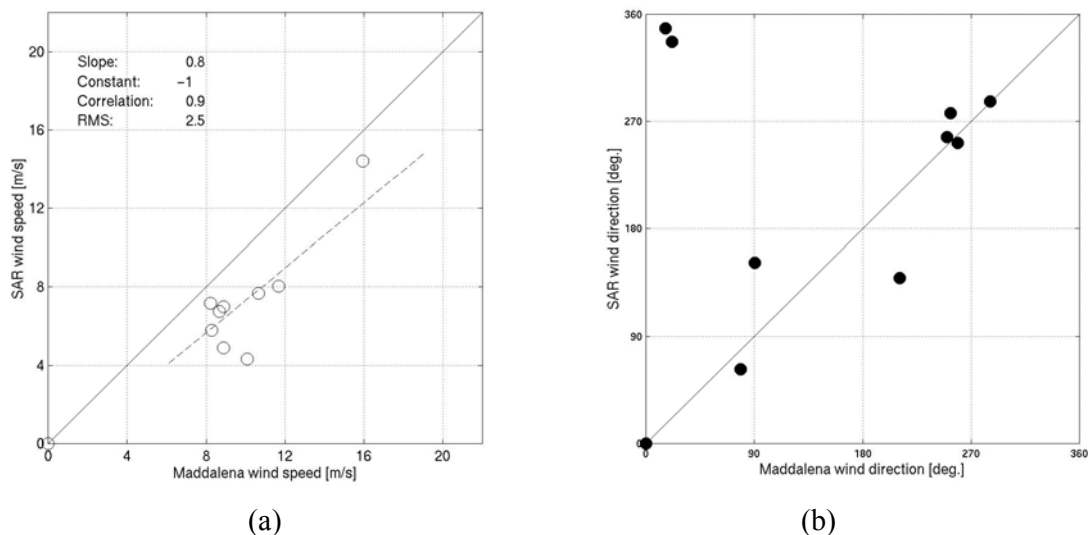 20
16
12
8
4
0
SAR wind speed [m/s]
Slope: 0.8
Constant: −1
Correlation: 0.9
RMS: 2.5
0 4 8 12 16 20
Maddalena wind speed [m/s]
(a)
360
270
180
90
0
SAR wind direction [deg.]
0 90 180 270 360
Maddalena wind direction [deg.]
(b)